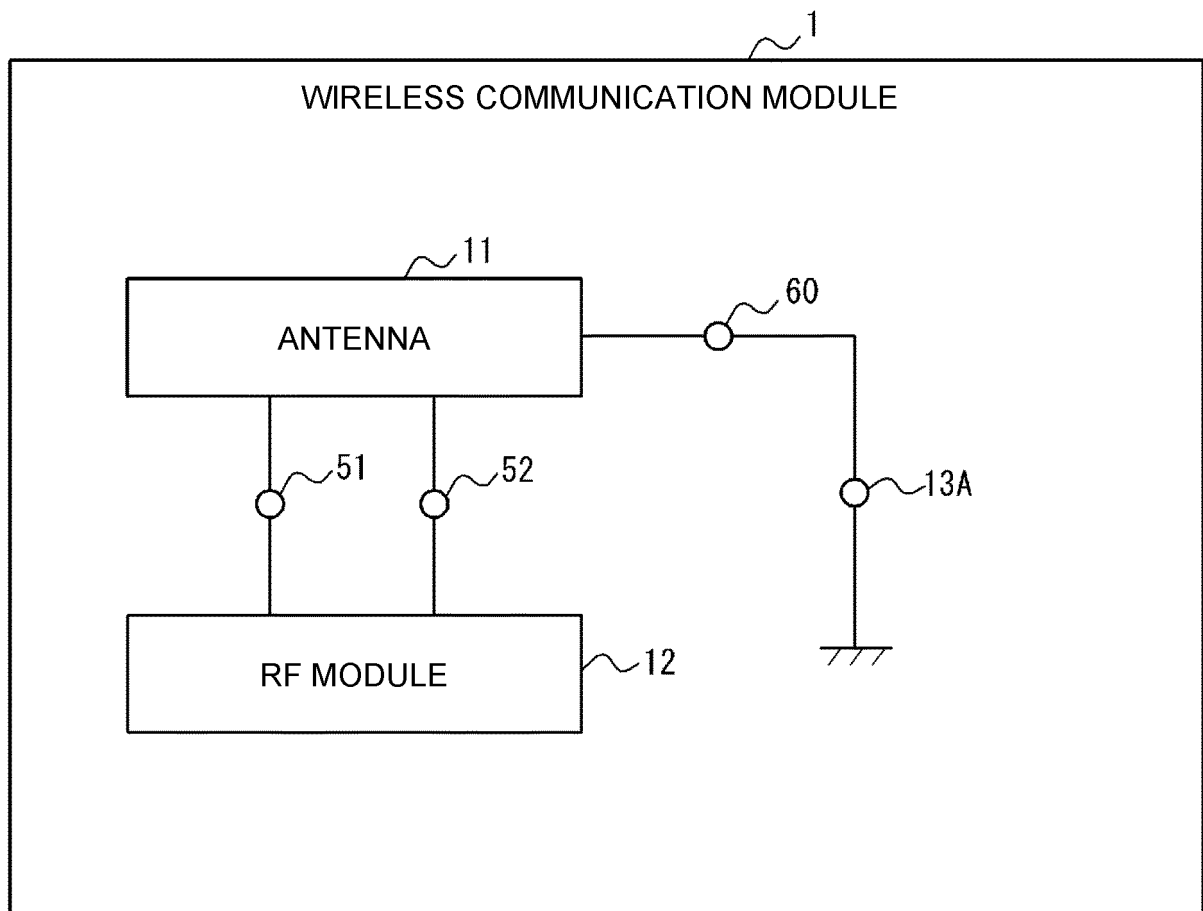 1
WIRELESS COMMUNICATION MODULE
11
ANTENNA
60
51
52
13A
RF MODULE
12